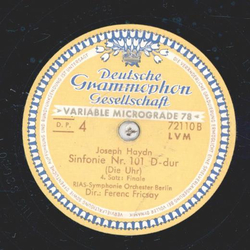 Deutsche
Grammophon
Gesellschaft
VARIABLE MICROGRADE 78
D. P. 4
72110 B
LVM
Joseph Haydn
Sinfonie Nr. 101 D-dur
(Die Uhr)
4. Satz: Finale
RIAS-Symphonie Orchester Berlin
Dir.: Ferenc Fricsay